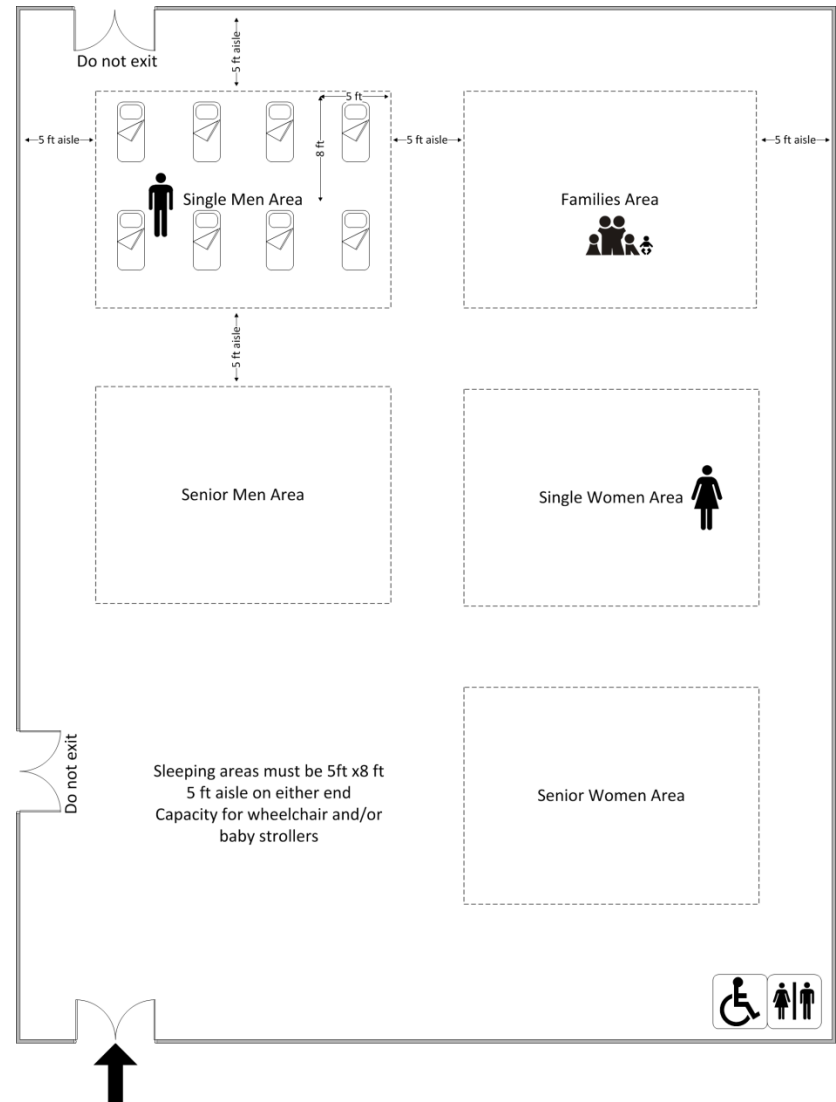 Do not exit
5 ft aisle
5 ft aisle
5 ft
8 ft
5 ft aisle
5 ft aisle
Single Men Area
Families Area
5 ft aisle
Senior Men Area
Single Women Area
Do not exit
Sleeping areas must be 5ft x8 ft
5 ft aisle on either end
Capacity for wheelchair and/or
baby strollers
Senior Women Area